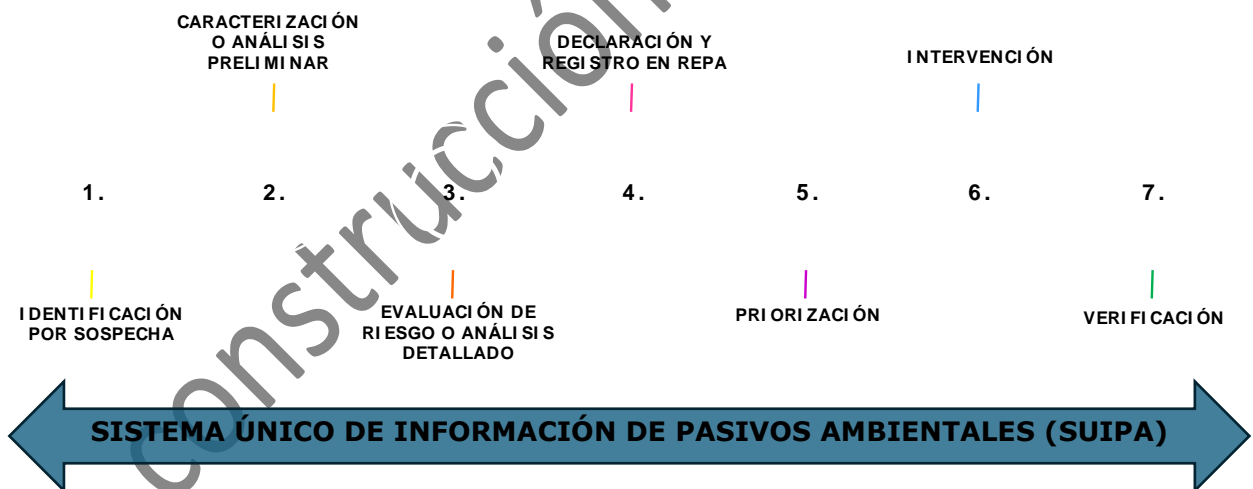 CARACTERIZACIÓN
O ANÁLISIS
PRELIMINAR
DECLARACIÓN Y
REGISTRO EN REPA
INTERVENCIÓN
1.
2.
3.
4.
5.
6.
7.
IDENTIFICACIÓN
POR SOSPECHA
EVALUACIÓN DE
RIESGO O ANÁLISIS
DETALLADO
PRIORIZACIÓN
VERIFICACIÓN
SISTEMA ÚNICO DE INFORMACIÓN DE PASIVOS AMBIENTALES (SUIPA)
construcción